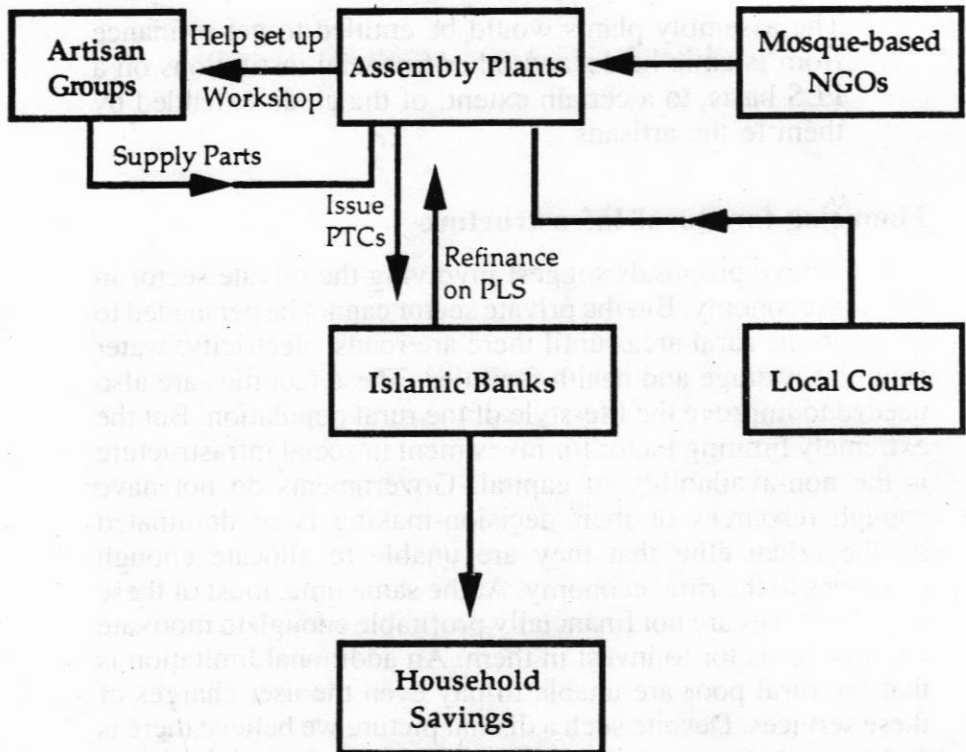 Artisan
Groups
Help set up
Workshop
Assembly Plants
Mosque-based
NGOs
Supply Parts
Issue
PTCs
Refinance
on PLS
Islamic Banks
Local Courts
Household
Savings